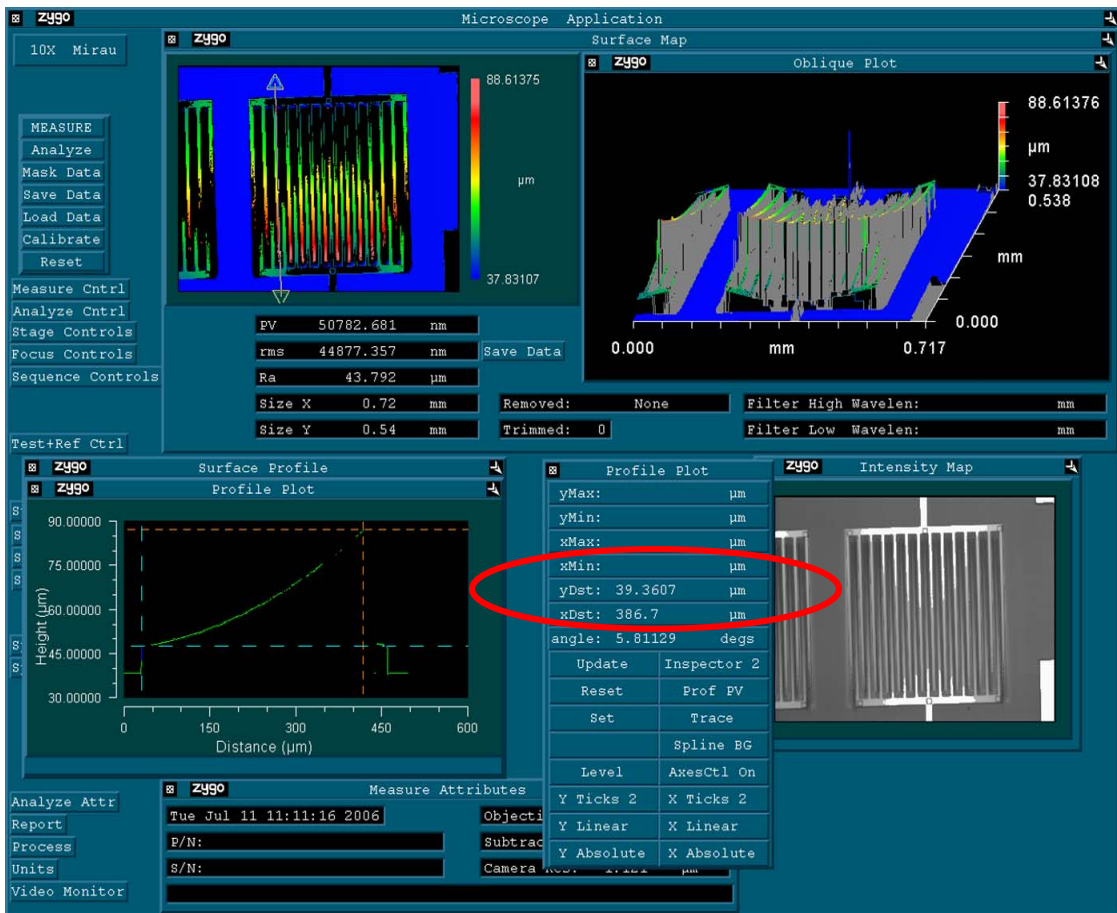 zygo Microscope Application
10X Mirau
zygo Surface Map
88.61375
µm
37.83107
zygo Oblique Plot
88.61376
µm
37.83108
0.538
mm
0.000
0.000 mm 0.717
MEASURE
Analyze
Mask Data
Save Data
Load Data
Calibrate
Reset
Measure Cntrl
Analyze Cntrl
Stage Controls
Focus Controls
Sequence Controls
Test+Ref Ctrl
PV 50782.681 nm
rms 44877.357 nm Save Data
Ra 43.792 µm
Size X 0.72 mm Removed: None Filter High Wavelen: mm
Size Y 0.54 mm Trimmed: 0 Filter Low Wavelen: mm
zygo Surface Profile
zygo Profile Plot
90.00000
75.00000
60.00000
45.00000
30.00000
Height (µm)
0 150 300 450 600
Distance (µm)
Profile Plot
yMax: µm
yMin: µm
xMax: µm
xMin: µm
yDst: 39.3607 µm
xDst: 386.7 µm
angle: 5.81129 degs
Update Inspector 2
Reset Prof PV
Set Trace
Spline BG
Level AxesCtl On
Y Ticks 2 X Ticks 2
Y Linear X Linear
Y Absolute X Absolute
zygo Intensity Map
Analyze Attr
Report
Process
Units
Video Monitor
zygo Measure Attributes
Tue Jul 11 11:11:16 2006 Objecti
P/N: Subtrac
S/N: Camera